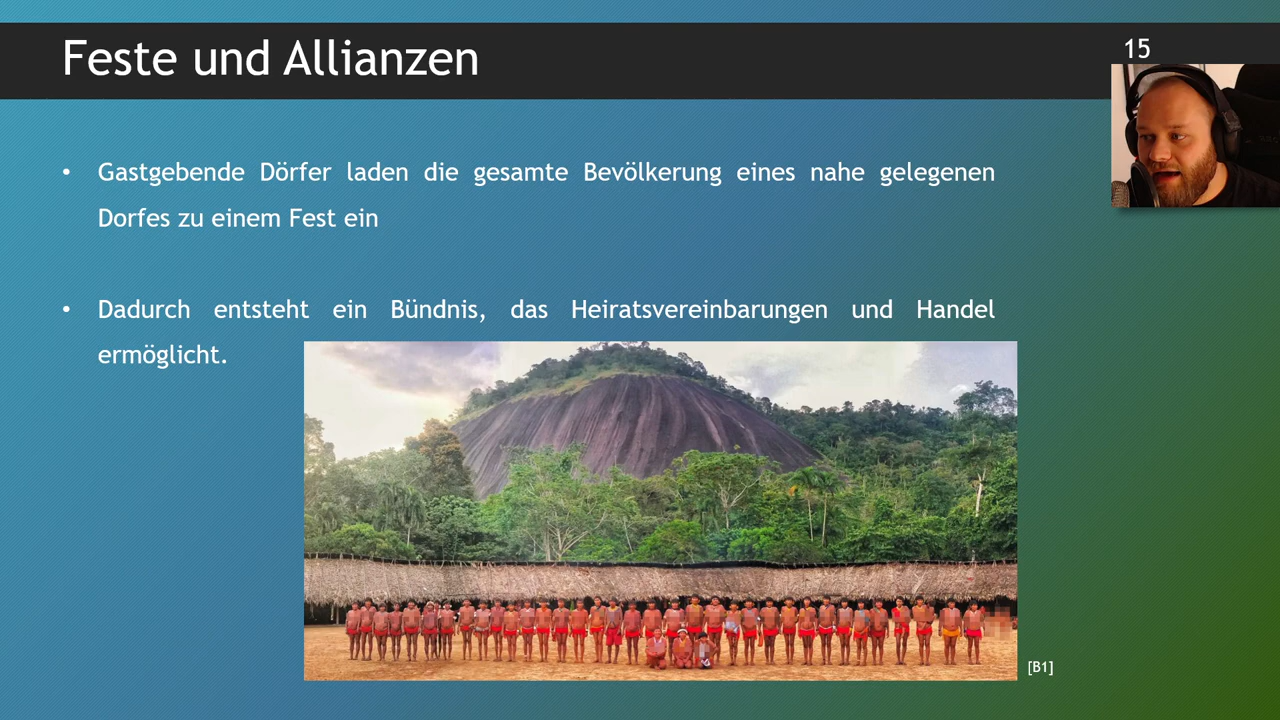 Feste und Allianzen
15
• Gastgebende Dörfer laden die gesamte Bevölkerung eines nahe gelegenen
Dorfes zu einem Fest ein
• Dadurch entsteht ein Bündnis, das Heiratsvereinbarungen und Handel
ermöglicht.
[B1]